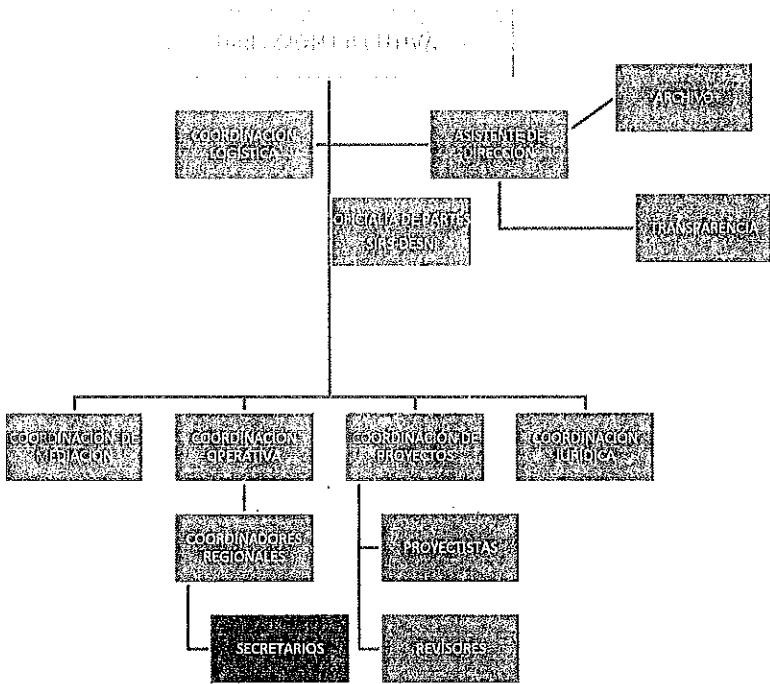 ARCHIVO
COORDINACIÓN
LOGÍSTICA
ASISTENTE DE
DIRECCIÓN
OFICIALIA DE PARTES
TRANSPARENCIA
COORDINACIÓN DE
MEDIACIÓN
COORDINACIÓN
OPERATIVA
COORDINACIÓN DE
PROYECTOS
COORDINACIÓN
JURÍDICA
COORDINADORES
REGIONALES
PROYECTISTAS
SECRETARIOS
REVISORES